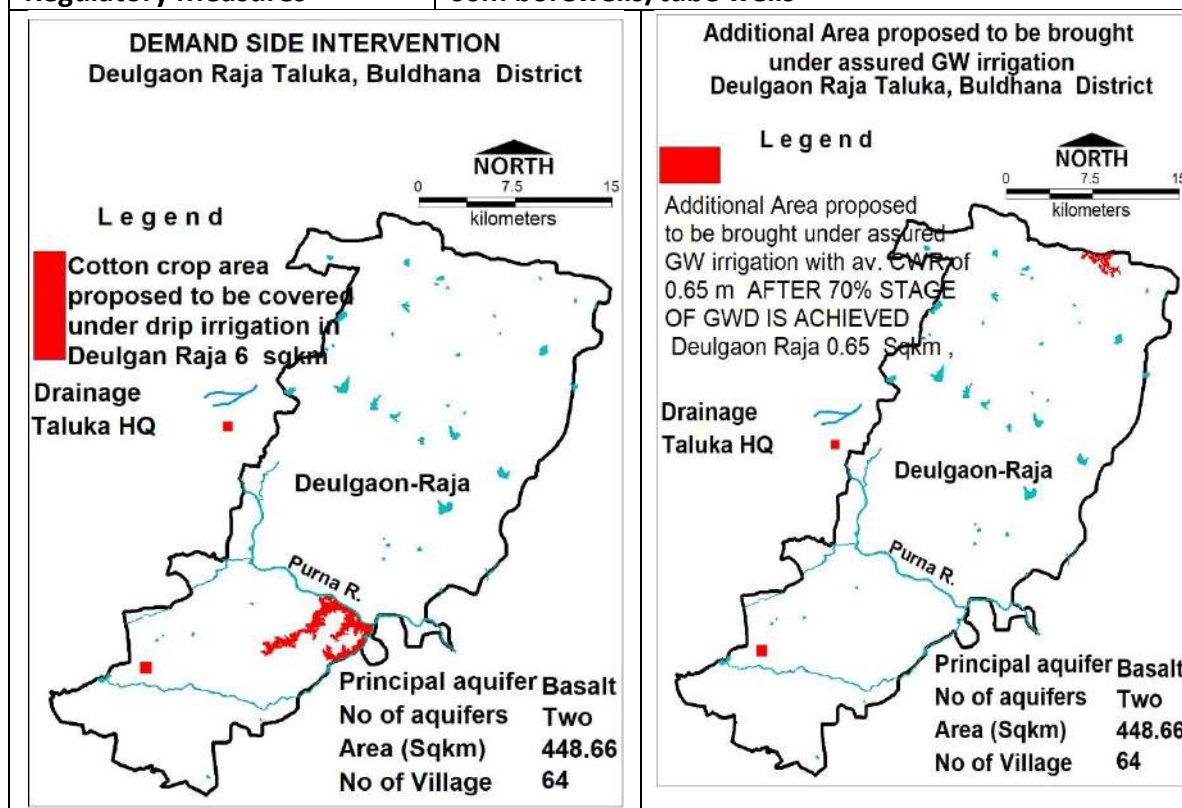 DEMAND SIDE INTERVENTION
Deulgaon Raja Taluka, Buldhana District
NORTH
0 7.5 15
kilometers
L e g e n d
Cotton crop area
proposed to be covered
under drip irrigation in
Deulgan Raja 6 sqkm
Drainage
Taluka HQ
Deulgaon-Raja
Purna R.
Principal aquifer Basalt
No of aquifers Two
Area (Sqkm) 448.66
No of Village 64
Additional Area proposed to be brought
under assured GW irrigation
Deulgaon Raja Taluka, Buldhana District
L e g e n d
NORTH
0 7.5 15
kilometers
Additional Area proposed
to be brought under assured
GW irrigation with av. CWR of
0.65 m AFTER 70% STAGE
OF GWD IS ACHIEVED
Deulgaon Raja 0.65 Sqkm ,
Drainage
Taluka HQ
Deulgaon-Raja
Purna R.
Principal aquifer Basalt
No of aquifers Two
Area (Sqkm) 448.66
No of Village 64